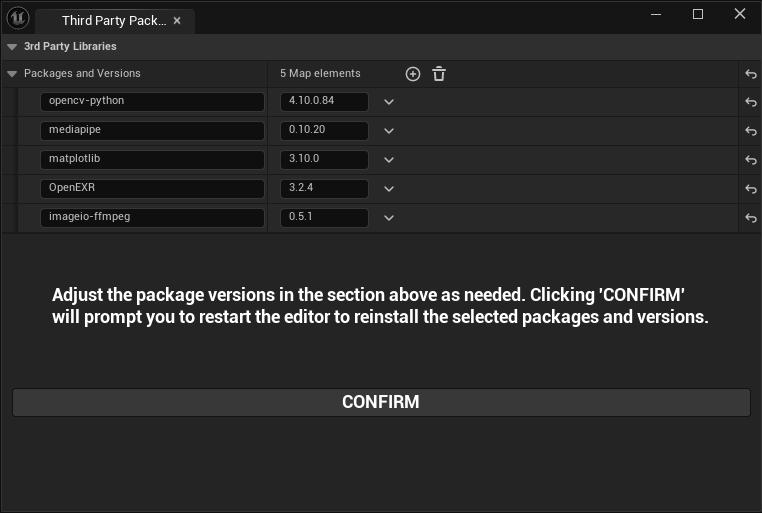 Third Party Pack...
3rd Party Libraries
Packages and Versions 5 Map elements
opencv-python 4.10.0.84
mediapipe 0.10.20
matplotlib 3.10.0
OpenEXR 3.2.4
imageio-ffmpeg 0.5.1
Adjust the package versions in the section above as needed. Clicking 'CONFIRM'
will prompt you to restart the editor to reinstall the selected packages and versions.
CONFIRM